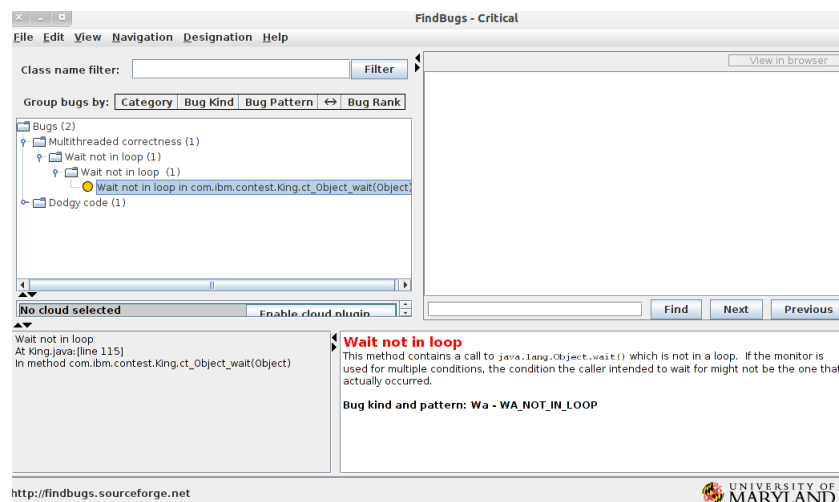 FindBugs - Critical
File Edit View Navigation Designation Help
Class name filter: Filter
View in browser
Group bugs by: Category Bug Kind Bug Pattern ↔ Bug Rank
Bugs (2)
Multithreaded correctness (1)
Wait not in loop (1)
Wait not in loop (1)
Wait not in loop in com.ibm.contest.King.ct_Object_wait(Object)
Dodgy code (1)
No cloud selected Enable cloud plugin
Find Next Previous
Wait not in loop
At King.java:[line 115]
In method com.ibm.contest.King.ct_Object_wait(Object)
Wait not in loop
This method contains a call to java.lang.Object.wait() which is not in a loop. If the monitor is
used for multiple conditions, the condition the caller intended to wait for might not be the one that
actually occurred.
Bug kind and pattern: Wa - WA_NOT_IN_LOOP
http://findbugs.sourceforge.net
UNIVERSITY OF
MARYLAND